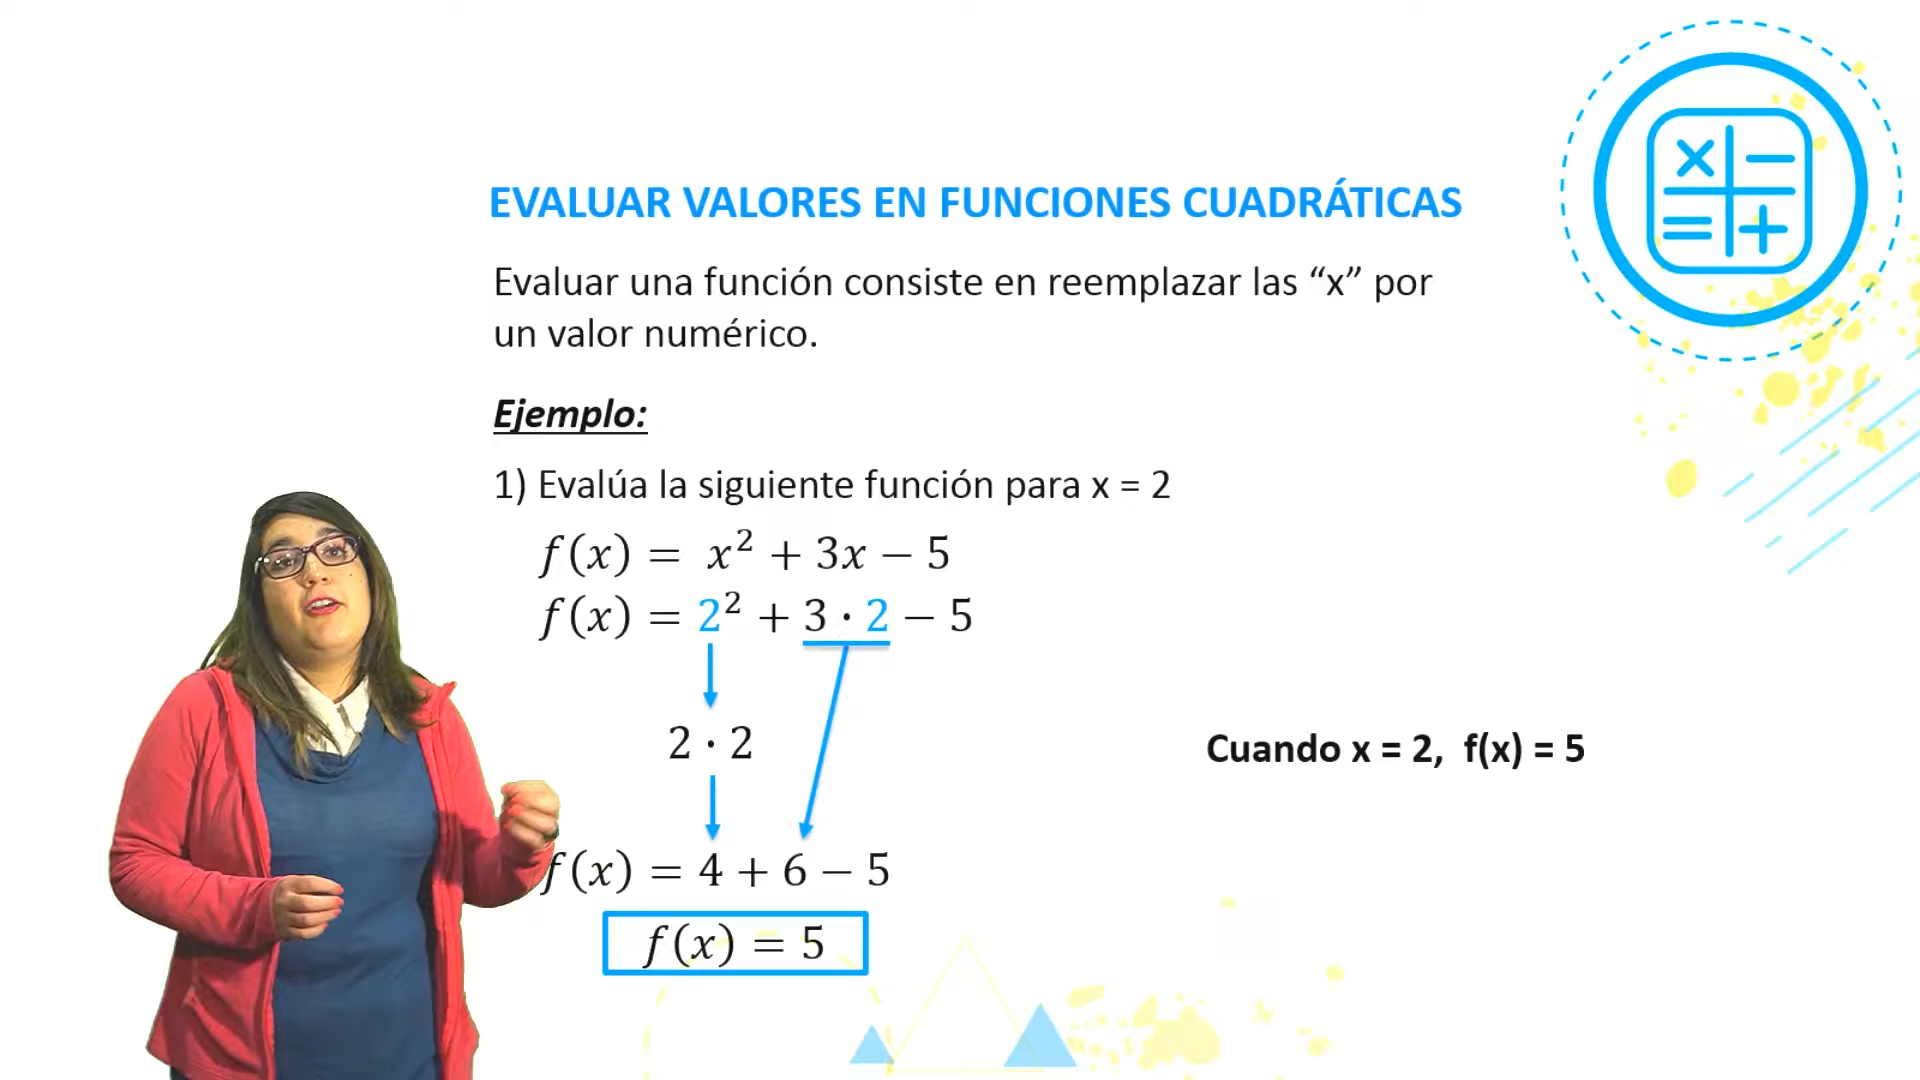 EVALUAR VALORES EN FUNCIONES CUADRÁTICAS
Evaluar una función consiste en reemplazar las “x” por
un valor numérico.
Ejemplo:
1) Evalúa la siguiente función para x = 2
f(x) = x² + 3x − 5
f(x) = 2² + 3 · 2 − 5
2 · 2
Cuando x = 2, f(x) = 5
f(x) = 4 + 6 − 5
f(x) = 5